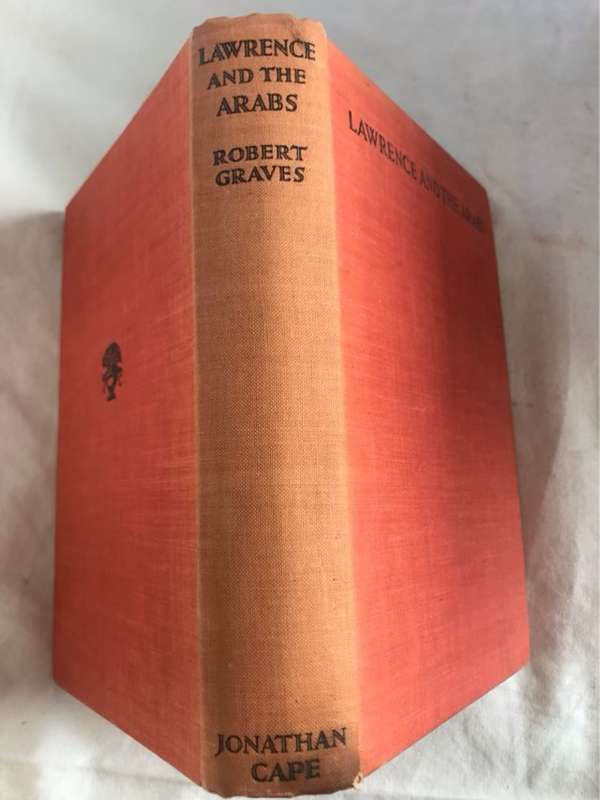 LAWRENCE
AND THE
ARABS
ROBERT
GRAVES
JONATHAN
CAPE
LAWRENCE AND THE ARABS